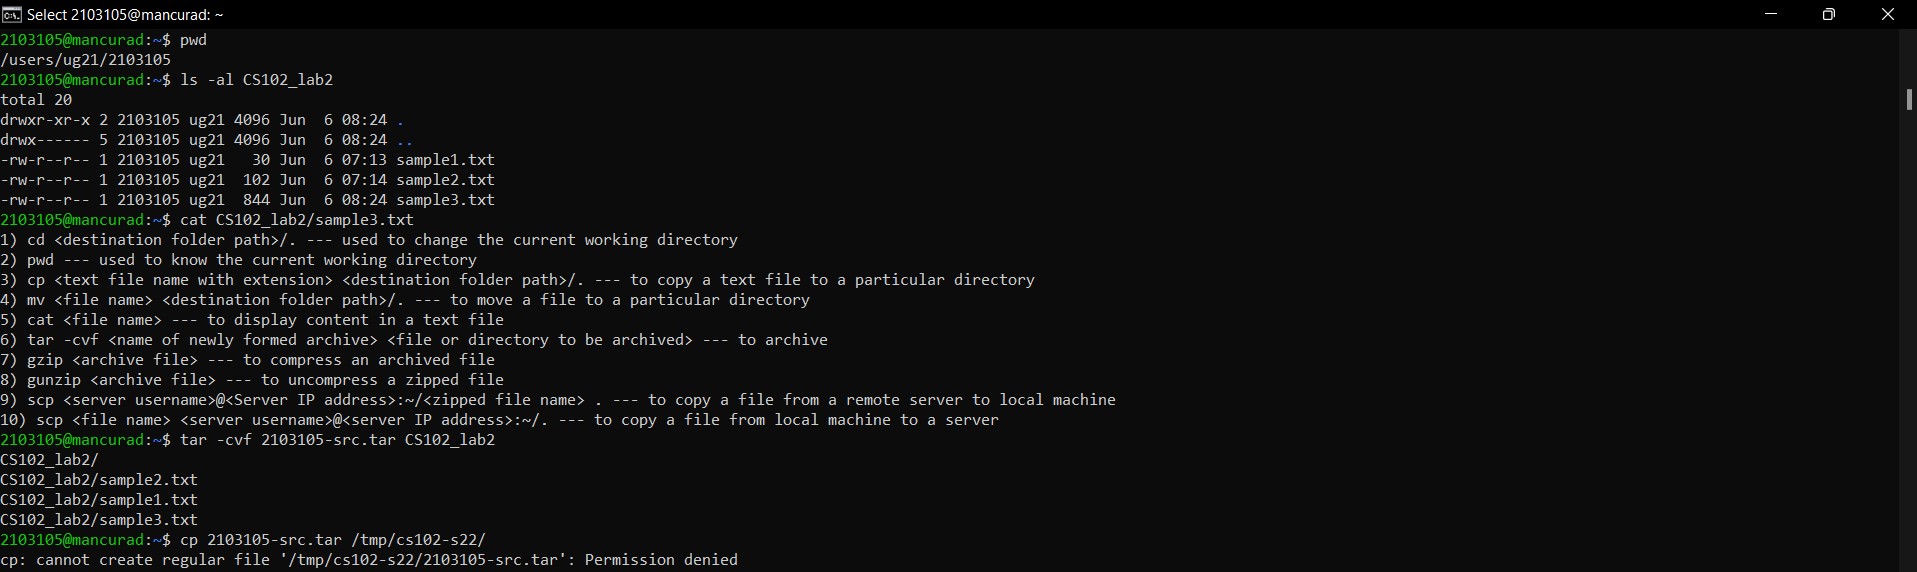 Select 2103105@mancurad: ~
2103105@mancurad:~$ pwd
/users/ug21/2103105
2103105@mancurad:~$ ls -al CS102_lab2
total 20
drwxr-xr-x 2 2103105 ug21 4096 Jun  6 08:24 .
drwx------ 5 2103105 ug21 4096 Jun  6 08:24 ..
-rw-r--r-- 1 2103105 ug21   30 Jun  6 07:13 sample1.txt
-rw-r--r-- 1 2103105 ug21  102 Jun  6 07:14 sample2.txt
-rw-r--r-- 1 2103105 ug21  844 Jun  6 08:24 sample3.txt
2103105@mancurad:~$ cat CS102_lab2/sample3.txt
1) cd <destination folder path>/. --- used to change the current working directory
2) pwd --- used to know the current working directory
3) cp <text file name with extension> <destination folder path>/. --- to copy a text file to a particular directory
4) mv <file name> <destination folder path>/. --- to move a file to a particular directory
5) cat <file name> --- to display content in a text file
6) tar -cvf <name of newly formed archive> <file or directory to be archived> --- to archive
7) gzip <archive file> --- to compress an archived file
8) gunzip <archive file> --- to uncompress a zipped file
9) scp <server username>@<Server IP address>:~/<zipped file name> . --- to copy a file from a remote server to local machine
10) scp <file name> <server username>@<server IP address>:~/. --- to copy a file from local machine to a server
2103105@mancurad:~$ tar -cvf 2103105-src.tar CS102_lab2
CS102_lab2/
CS102_lab2/sample2.txt
CS102_lab2/sample1.txt
CS102_lab2/sample3.txt
2103105@mancurad:~$ cp 2103105-src.tar /tmp/cs102-s22/
cp: cannot create regular file '/tmp/cs102-s22/2103105-src.tar': Permission denied